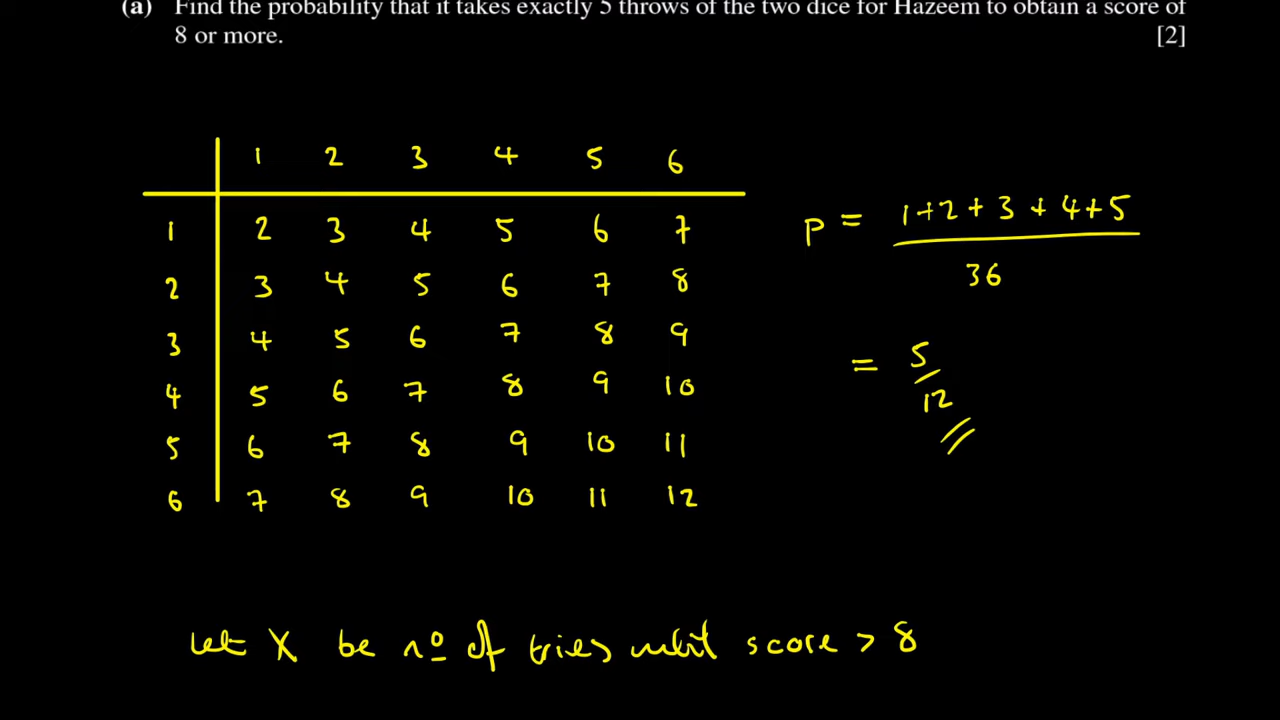 (a) Find the probability that it takes exactly 5 throws of the two dice for Hazeem to obtain a score of
8 or more. [2]
1 2 3 4 5 6
1 2 3 4 5 6 7
2 3 4 5 6 7 8
3 4 5 6 7 8 9
4 5 6 7 8 9 10
5 6 7 8 9 10 11
6 7 8 9 10 11 12
P = 1+2+3+4+5
36
= 5/12
Let X be nº of tries until score > 8